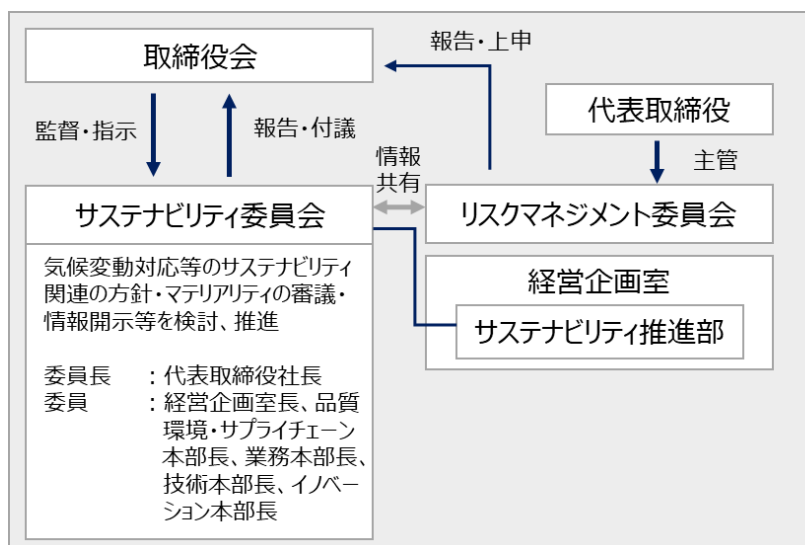 取締役会
報告・上申
代表取締役
監督・指示
報告・付議
主管
情報
共有
サステナビリティ委員会
リスクマネジメント委員会
気候変動対応等のサステナビリティ
関連の方針・マテリアリティの審議・
情報開示等を検討、推進
委員長　：代表取締役社長
委員　　：経営企画室長、品質
環境・サプライチェーン
本部長、業務本部長、
技術本部長、イノベー
ション本部長
経営企画室
サステナビリティ推進部